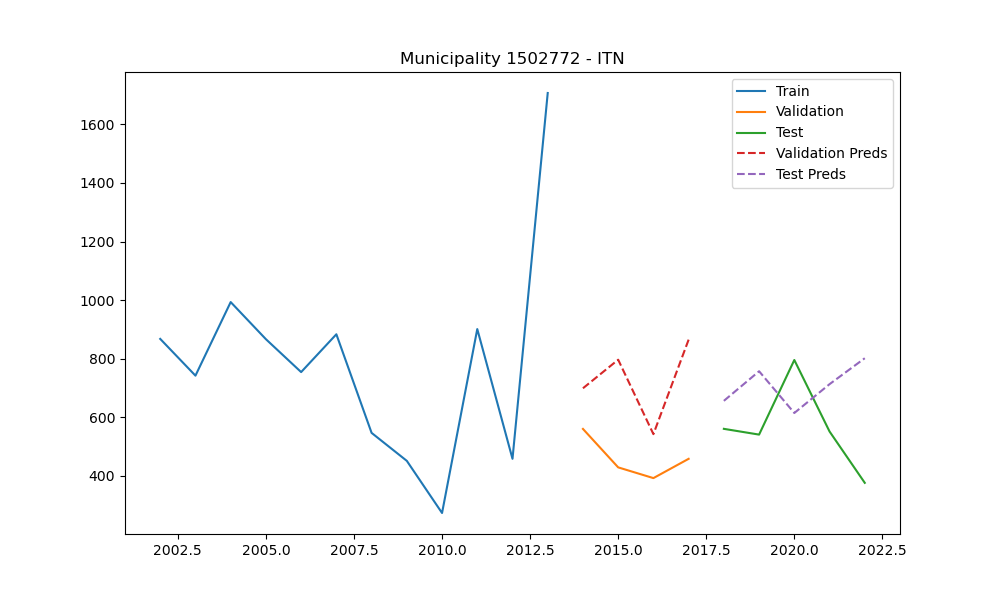 Municipality 1502772 - ITN
Train
Validation
Test
Validation Preds
Test Preds
1600
1400
1200
1000
800
600
400
2002.5 2005.0 2007.5 2010.0 2012.5 2015.0 2017.5 2020.0 2022.5